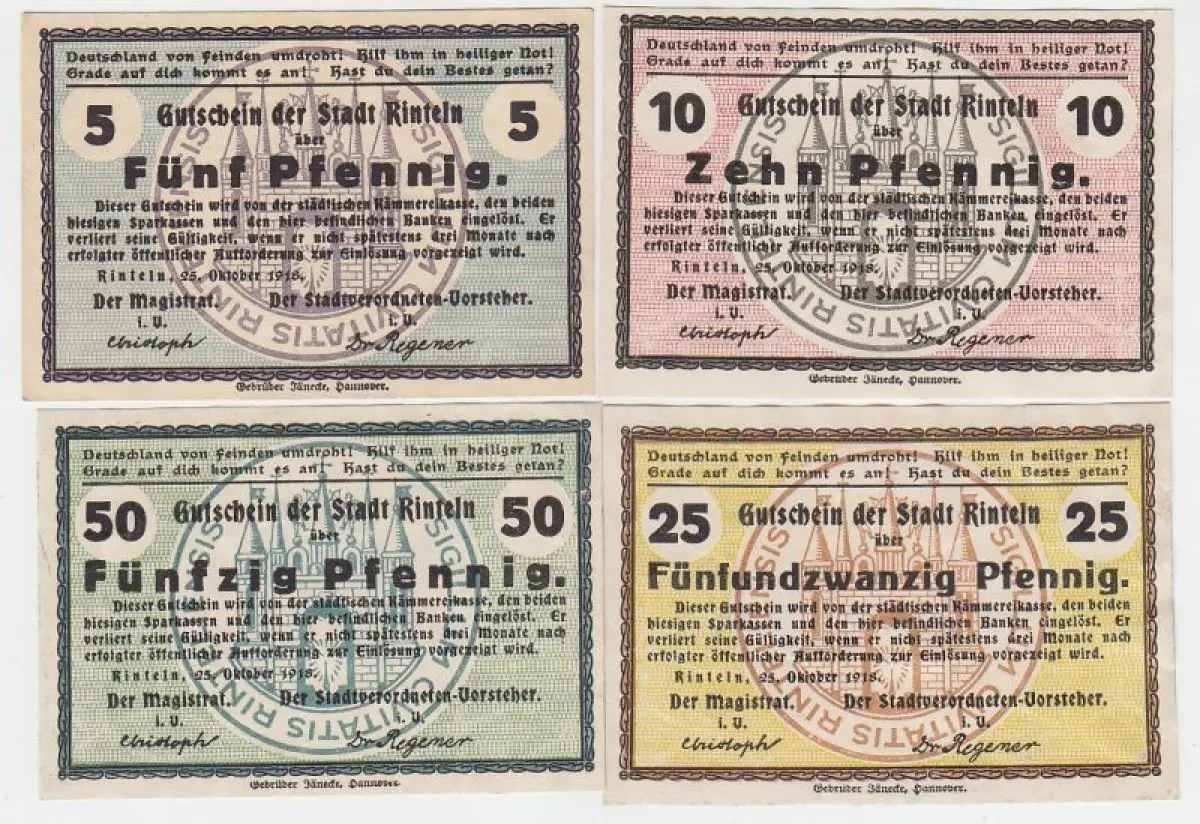 Deutschland von Feinden umdroht! Hilf ihm in heiliger Not!
Grade auf dich kommt es an! Hast du dein Bestes getan?
5 Gutschein der Stadt Rinteln 5
über
Fünf Pfennig.
Dieser Gutschein wird von der städtischen Kämmereikasse, den beiden
hiesigen Sparkassen und den hier befindlichen Banken eingelöst. Er
verliert seine Gültigkeit, wenn er nicht spätestens drei Monate nach
erfolgter öffentlicher Aufforderung zur Einlösung vorgezeigt wird.
Rinteln, 25. Oktober 1918.
Der Magistrat. Der Stadtverordneten-Vorsteher.
i. V. i. V.
Christoph Dr Regener
Gebrüder Jänecke, Hannover.
Deutschland von Feinden umdroht! Hilf ihm in heiliger Not!
Grade auf dich kommt es an! Hast du dein Bestes getan?
10 Gutschein der Stadt Rinteln 10
über
Zehn Pfennig.
Dieser Gutschein wird von der städtischen Kämmereikasse, den beiden
hiesigen Sparkassen und den hier befindlichen Banken eingelöst. Er
verliert seine Gültigkeit, wenn er nicht spätestens drei Monate nach
erfolgter öffentlicher Aufforderung zur Einlösung vorgezeigt wird.
Rinteln, 25. Oktober 1918.
Der Magistrat. Der Stadtverordneten-Vorsteher.
i. V. i. V.
Christoph Dr Regener
Gebrüder Jänecke, Hannover.
Deutschland von Feinden umdroht! Hilf ihm in heiliger Not!
Grade auf dich kommt es an! Hast du dein Bestes getan?
50 Gutschein der Stadt Rinteln 50
über
Fünfzig Pfennig.
Dieser Gutschein wird von der städtischen Kämmereikasse, den beiden
hiesigen Sparkassen und den hier befindlichen Banken eingelöst. Er
verliert seine Gültigkeit, wenn er nicht spätestens drei Monate nach
erfolgter öffentlicher Aufforderung zur Einlösung vorgezeigt wird.
Rinteln, 25. Oktober 1918.
Der Magistrat. Der Stadtverordneten-Vorsteher.
i. V. i. V.
Christoph Dr Regener
Gebrüder Jänecke, Hannover.
Deutschland von Feinden umdroht! Hilf ihm in heiliger Not!
Grade auf dich kommt es an! Hast du dein Bestes getan?
25 Gutschein der Stadt Rinteln 25
über
Fünfundzwanzig Pfennig.
Dieser Gutschein wird von der städtischen Kämmereikasse, den beiden
hiesigen Sparkassen und den hier befindlichen Banken eingelöst. Er
verliert seine Gültigkeit, wenn er nicht spätestens drei Monate nach
erfolgter öffentlicher Aufforderung zur Einlösung vorgezeigt wird.
Rinteln, 25. Oktober 1918.
Der Magistrat. Der Stadtverordneten-Vorsteher.
i. V. i. V.
Christoph Dr Regener
Gebrüder Jänecke, Hannover.